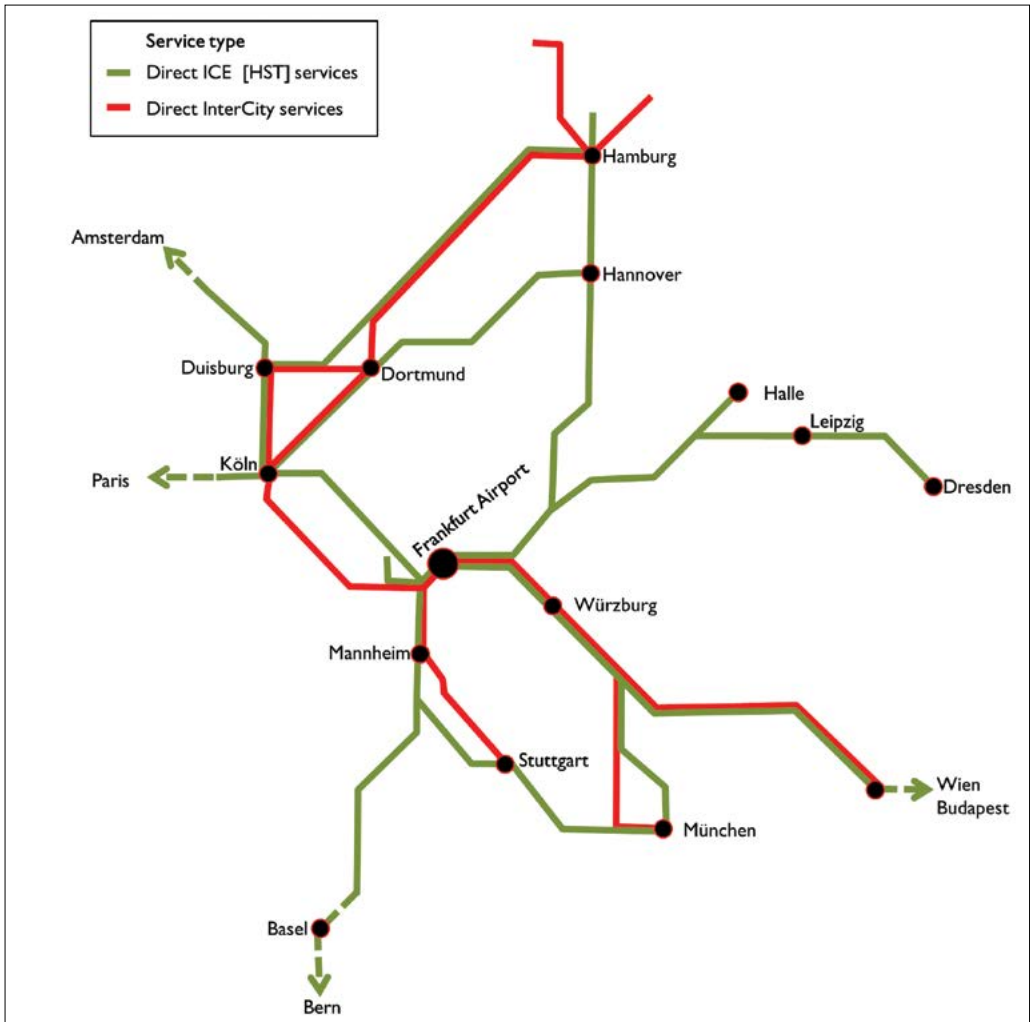 Service type
Direct ICE [HST] services
Direct InterCity services
Hamburg
Amsterdam
Hannover
Duisburg
Dortmund
Halle
Leipzig
Köln
Paris
Dresden
Frankfurt Airport
Würzburg
Mannheim
Stuttgart
Wien
Budapest
München
Basel
Bern